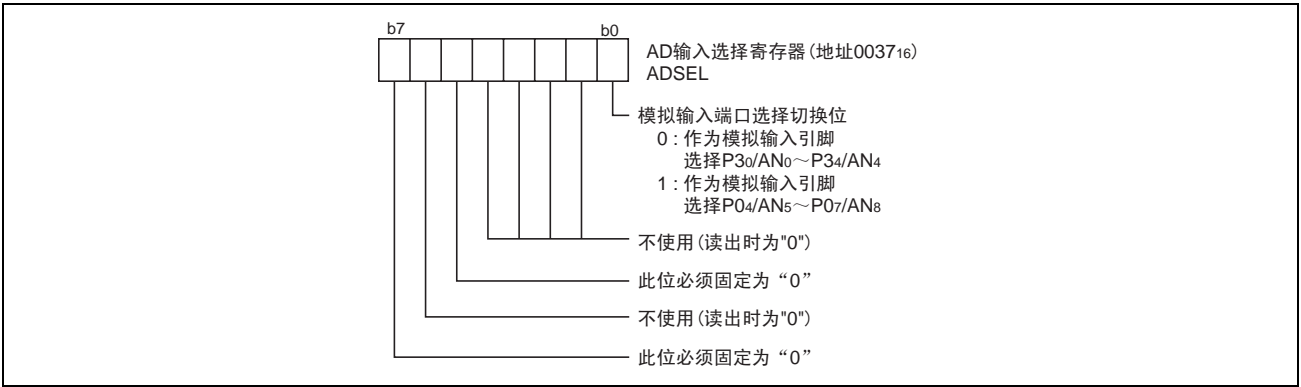 b7 b0
AD输入选择寄存器(地址0037₁₆)
ADSEL
模拟输入端口选择切换位
0 : 作为模拟输入引脚
选择P3₀/AN₀～P3₄/AN₄
1 : 作为模拟输入引脚
选择P0₄/AN₅～P0₇/AN₈
不使用(读出时为"0")
此位必须固定为“0”
不使用(读出时为"0")
此位必须固定为“0”